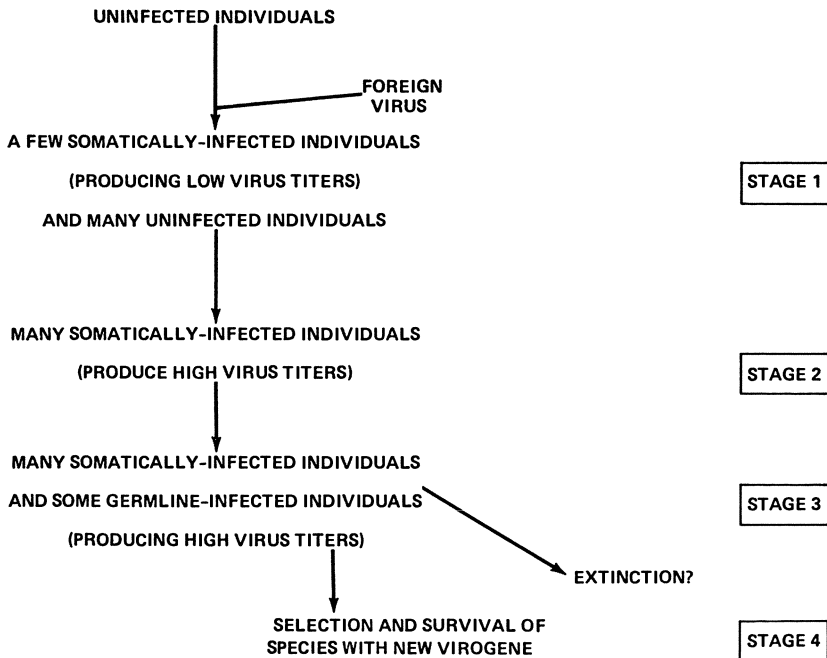 UNINFECTED INDIVIDUALS
FOREIGN
VIRUS
A FEW SOMATICALLY-INFECTED INDIVIDUALS
(PRODUCING LOW VIRUS TITERS)
STAGE 1
AND MANY UNINFECTED INDIVIDUALS
MANY SOMATICALLY-INFECTED INDIVIDUALS
(PRODUCE HIGH VIRUS TITERS)
STAGE 2
MANY SOMATICALLY-INFECTED INDIVIDUALS
AND SOME GERMLINE-INFECTED INDIVIDUALS
STAGE 3
(PRODUCING HIGH VIRUS TITERS)
EXTINCTION?
SELECTION AND SURVIVAL OF
SPECIES WITH NEW VIROGENE
STAGE 4